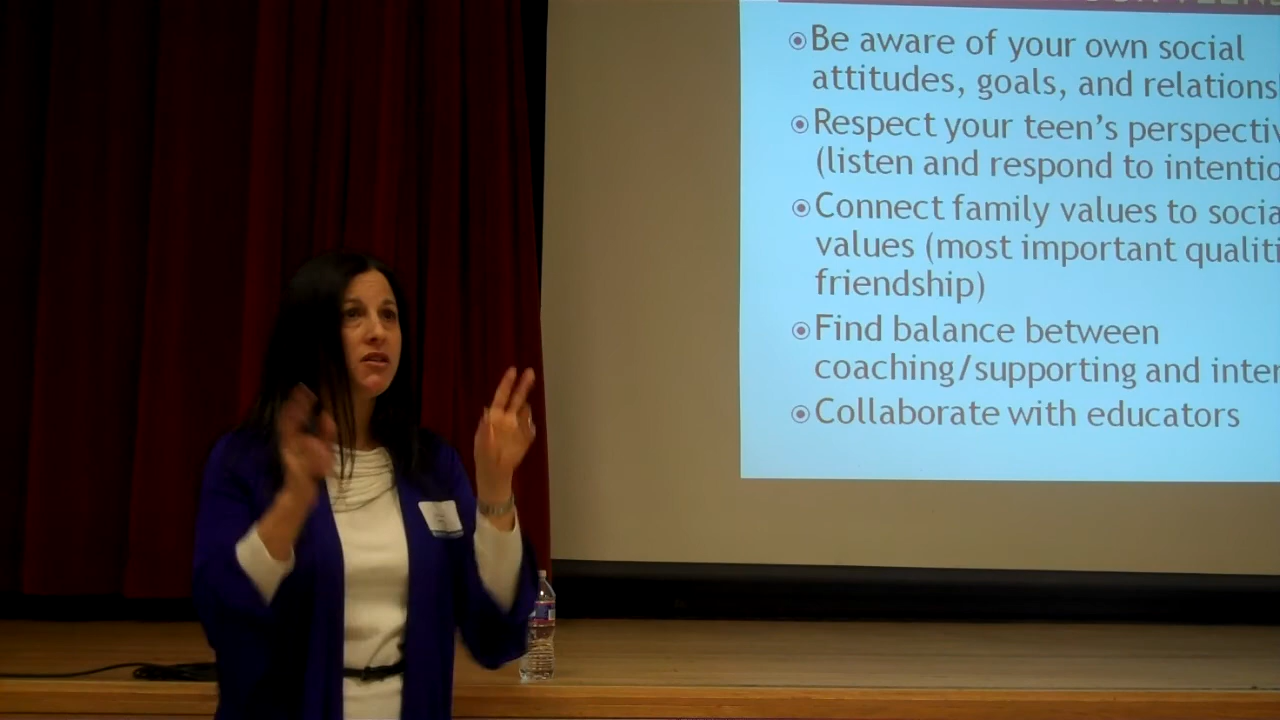 OUR TEENS
Be aware of your own social
attitudes, goals, and relations
Respect your teen's perspectiv
(listen and respond to intentio
Connect family values to socia
values (most important qualiti
friendship)
Find balance between
coaching/supporting and inter
Collaborate with educators